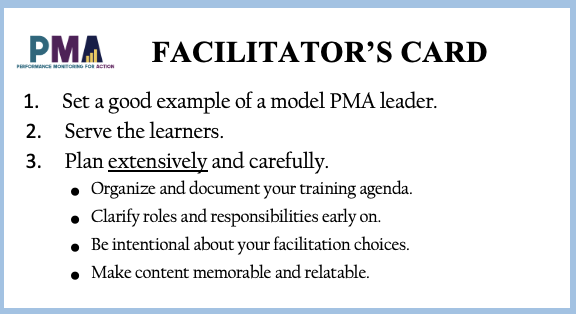 PMA
PERFORMANCE MONITORING FOR ACTION
FACILITATOR’S CARD
1. Set a good example of a model PMA leader.
2. Serve the learners.
3. Plan extensively and carefully.
● Organize and document your training agenda.
● Clarify roles and responsibilities early on.
● Be intentional about your facilitation choices.
● Make content memorable and relatable.